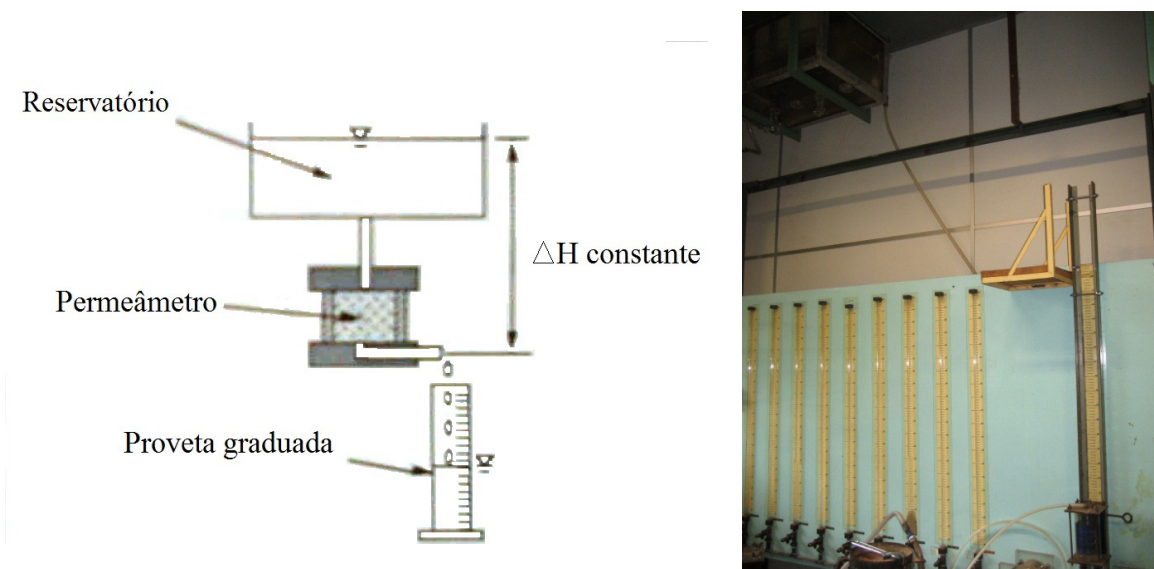 Reservatório
△H constante
Permeâmetro
Proveta graduada